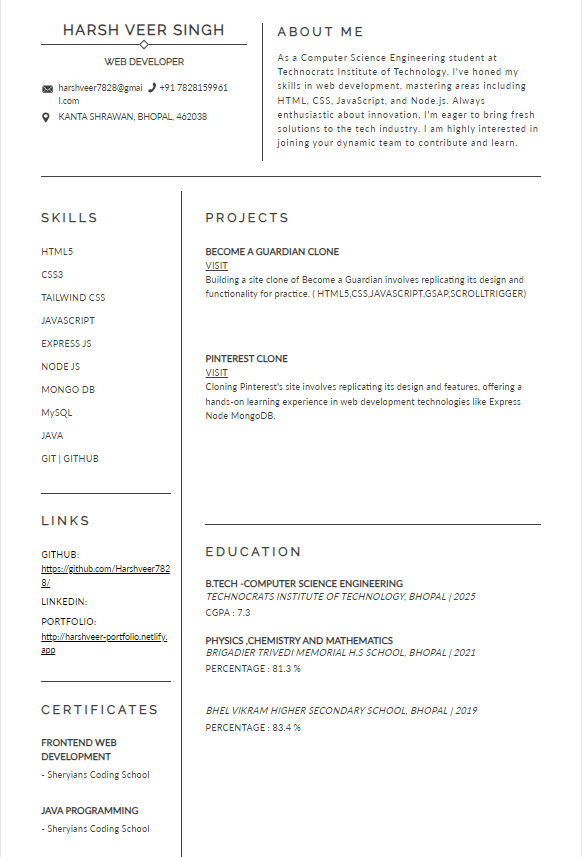 HARSH VEER SINGH
WEB DEVELOPER
harshveer7828@gmai
l.com
+91 7828159961
KANTA SHRAWAN, BHOPAL, 462038
ABOUT ME
As a Computer Science Engineering student at
Technocrats Institute of Technology, I've honed my
skills in web development, mastering areas including
HTML, CSS, JavaScript, and Node.js. Always
enthusiastic about innovation, I'm eager to bring fresh
solutions to the tech industry. I am highly interested in
joining your dynamic team to contribute and learn.
SKILLS
HTML5
CSS3
TAILWIND CSS
JAVASCRIPT
EXPRESS JS
NODE JS
MONGO DB
MySQL
JAVA
GIT | GITHUB
LINKS
GITHUB:
https://github.com/Harshveer782
8/
LINKEDIN:
PORTFOLIO:
http://harshveer-portfolio.netlify.
app
CERTIFICATES
FRONTEND WEB
DEVELOPMENT
- Sheryians Coding School
JAVA PROGRAMMING
- Sheryians Coding School
PROJECTS
BECOME A GUARDIAN CLONE
VISIT
Building a site clone of Become a Guardian involves replicating its design and
functionality for practice. ( HTML5,CSS,JAVASCRIPT,GSAP,SCROLLTRIGGER)
PINTEREST CLONE
VISIT
Cloning Pinterest's site involves replicating its design and features, offering a
hands-on learning experience in web development technologies like Express
Node MongoDB.
EDUCATION
B.TECH -COMPUTER SCIENCE ENGINEERING
TECHNOCRATS INSTITUTE OF TECHNOLOGY, BHOPAL | 2025
CGPA : 7.3
PHYSICS ,CHEMISTRY AND MATHEMATICS
BRIGADIER TRIVEDI MEMORIAL H.S SCHOOL, BHOPAL | 2021
PERCENTAGE : 81.3 %
BHEL VIKRAM HIGHER SECONDARY SCHOOL, BHOPAL | 2019
PERCENTAGE : 83.4 %